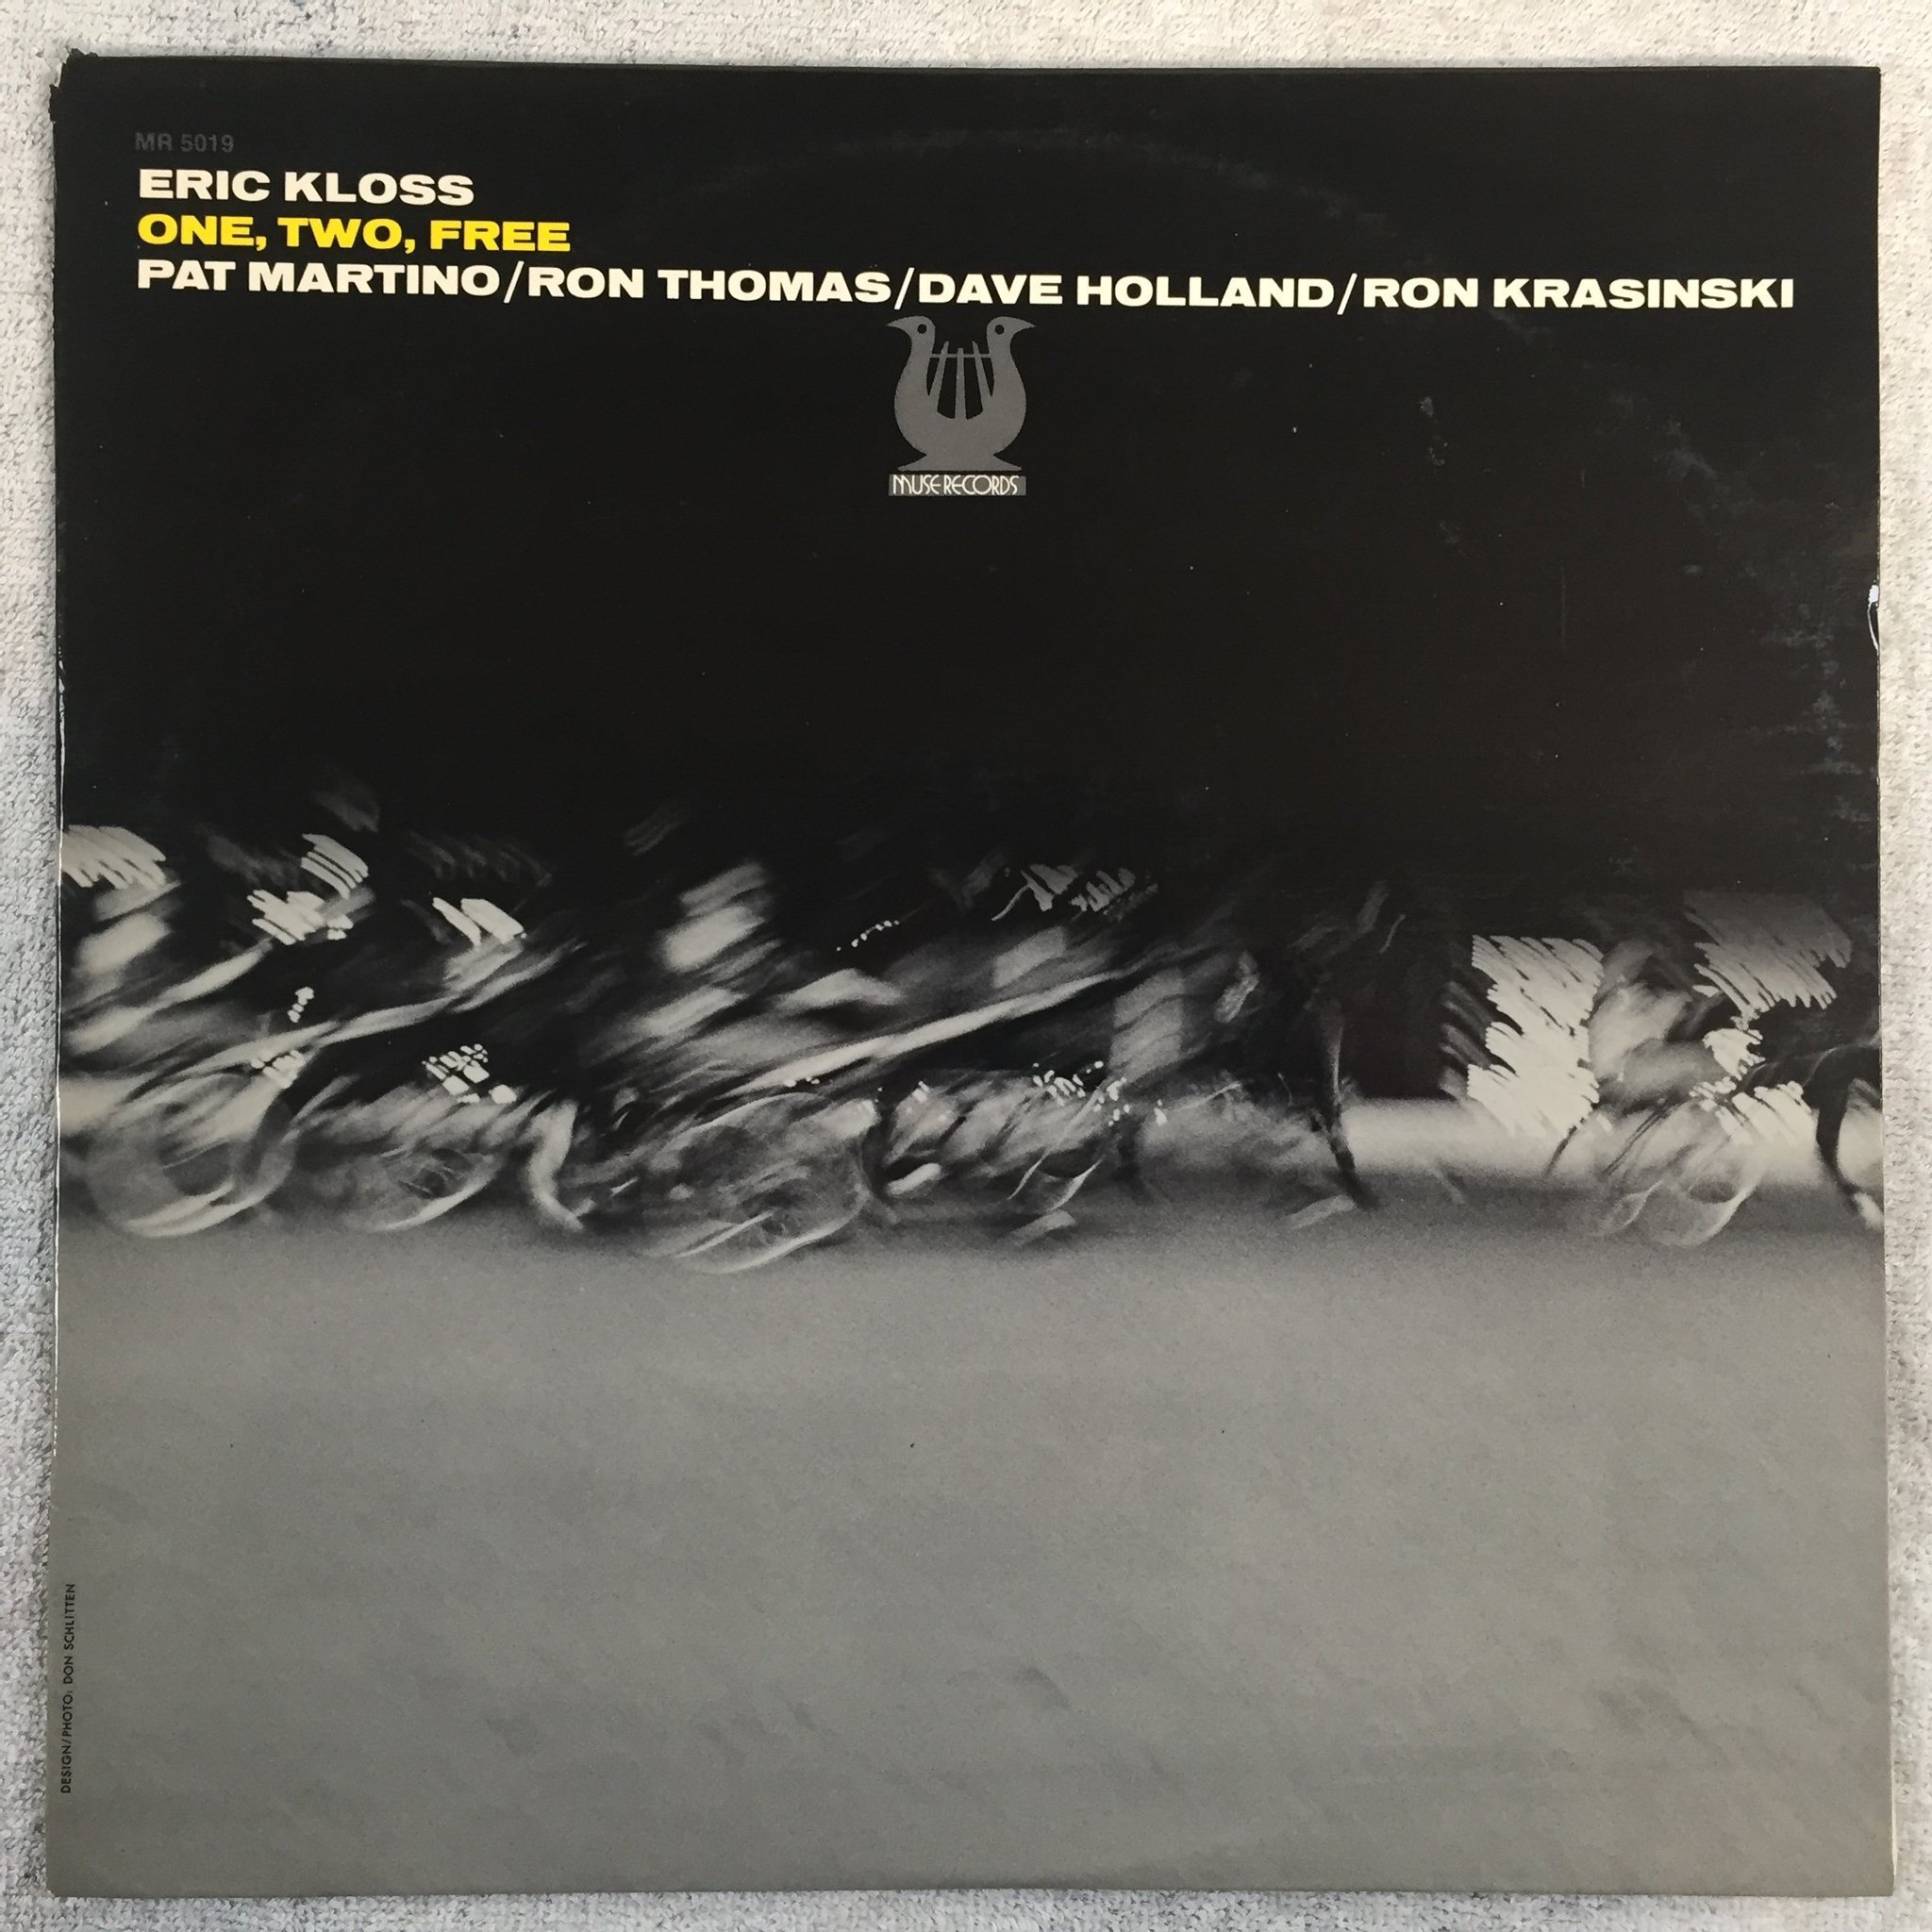 MR 5019
ERIC KLOSS
ONE, TWO, FREE
PAT MARTINO/RON THOMAS/DAVE HOLLAND/RON KRASINSKI
MUSE RECORDS
DESIGN/PHOTO: DON SCHLITTEN